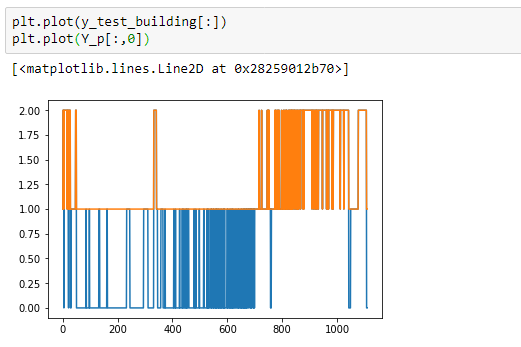 plt.plot(y_test_building[:])
plt.plot(Y_p[:,0])
[<matplotlib.lines.Line2D at 0x28259012b70>]
2.00
1.75
1.50
1.25
1.00
0.75
0.50
0.25
0.00
0 200 400 600 800 1000